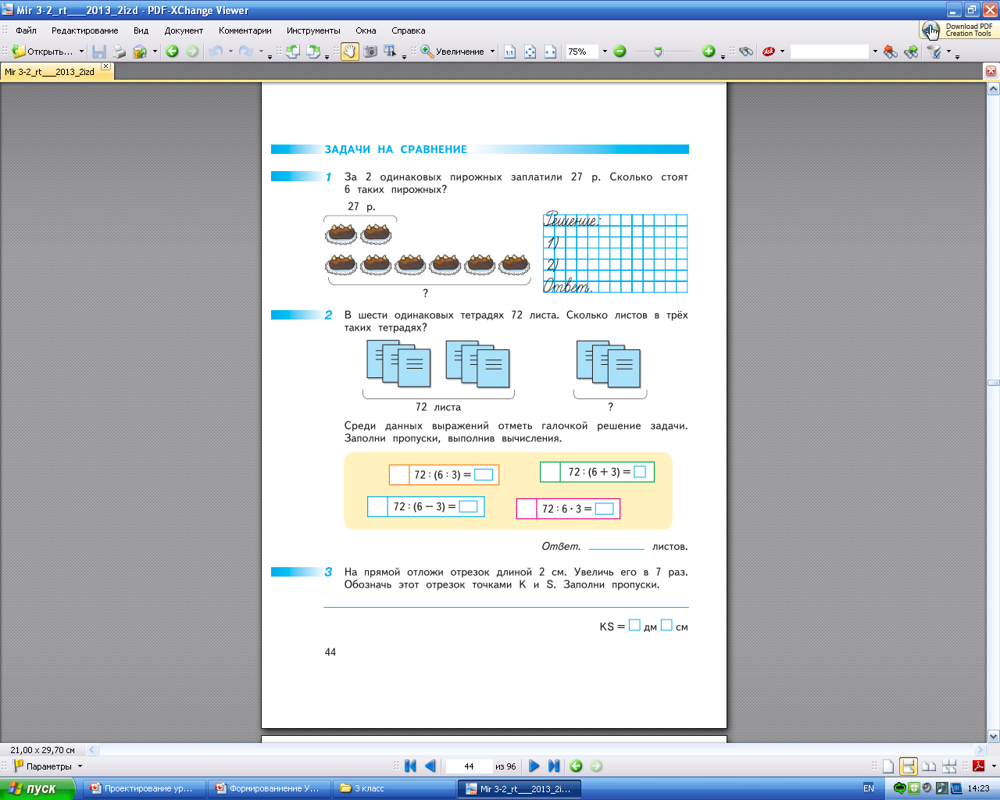 Mir 3-2_rt___2013_2izd - PDF-XChange Viewer
Файл Редактирование Вид Документ Комментарии Инструменты Окна Справка
Download PDF
Creation Tools
Открыть... Увеличение 1:1 75% Ask
Mir 3-2_rt___2013_2izd
ЗАДАЧИ НА СРАВНЕНИЕ
1 За 2 одинаковых пирожных заплатили 27 р. Сколько стоят
6 таких пирожных?
27 р.
Решение:
1)
2)
Ответ.
?
2 В шести одинаковых тетрадях 72 листа. Сколько листов в трёх
таких тетрадях?
72 листа ?
Среди данных выражений отметь галочкой решение задачи.
Заполни пропуски, выполнив вычисления.
72 : (6 : 3) = 72 : (6 + 3) =
72 : (6 − 3) = 72 : 6 · 3 =
Ответ. ________ листов.
3 На прямой отложи отрезок длиной 2 см. Увеличь его в 7 раз.
Обозначь этот отрезок точками K и S. Заполни пропуски.
KS = дм см
44
21,00 x 29,70 см
Параметры 44 из 96
пуск Проектирование ур... Формированиение У... 3 класс Mir 3-2_rt___2013_2i... EN 14:23